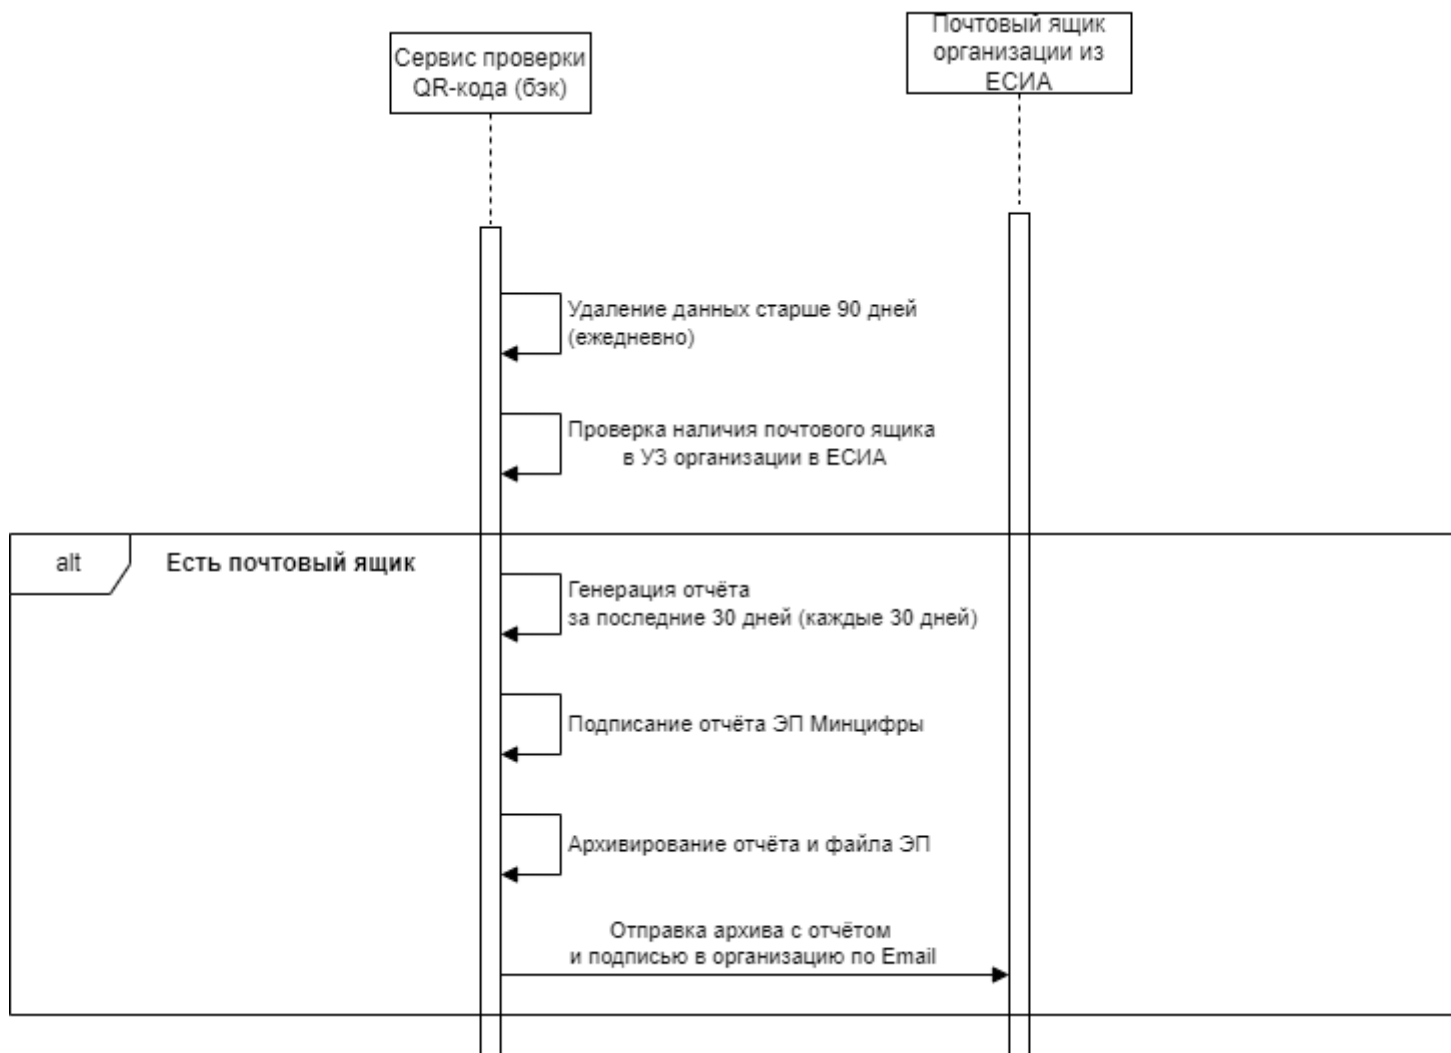 Сервис проверки
QR-кода (бэк)
Почтовый ящик
организации из
ЕСИА
Удаление данных старше 90 дней
(ежедневно)
Проверка наличия почтового ящика
в УЗ организации в ЕСИА
alt
Есть почтовый ящик
Генерация отчёта
за последние 30 дней (каждые 30 дней)
Подписание отчёта ЭП Минцифры
Архивирование отчёта и файла ЭП
Отправка архива с отчётом
и подписью в организацию по Email